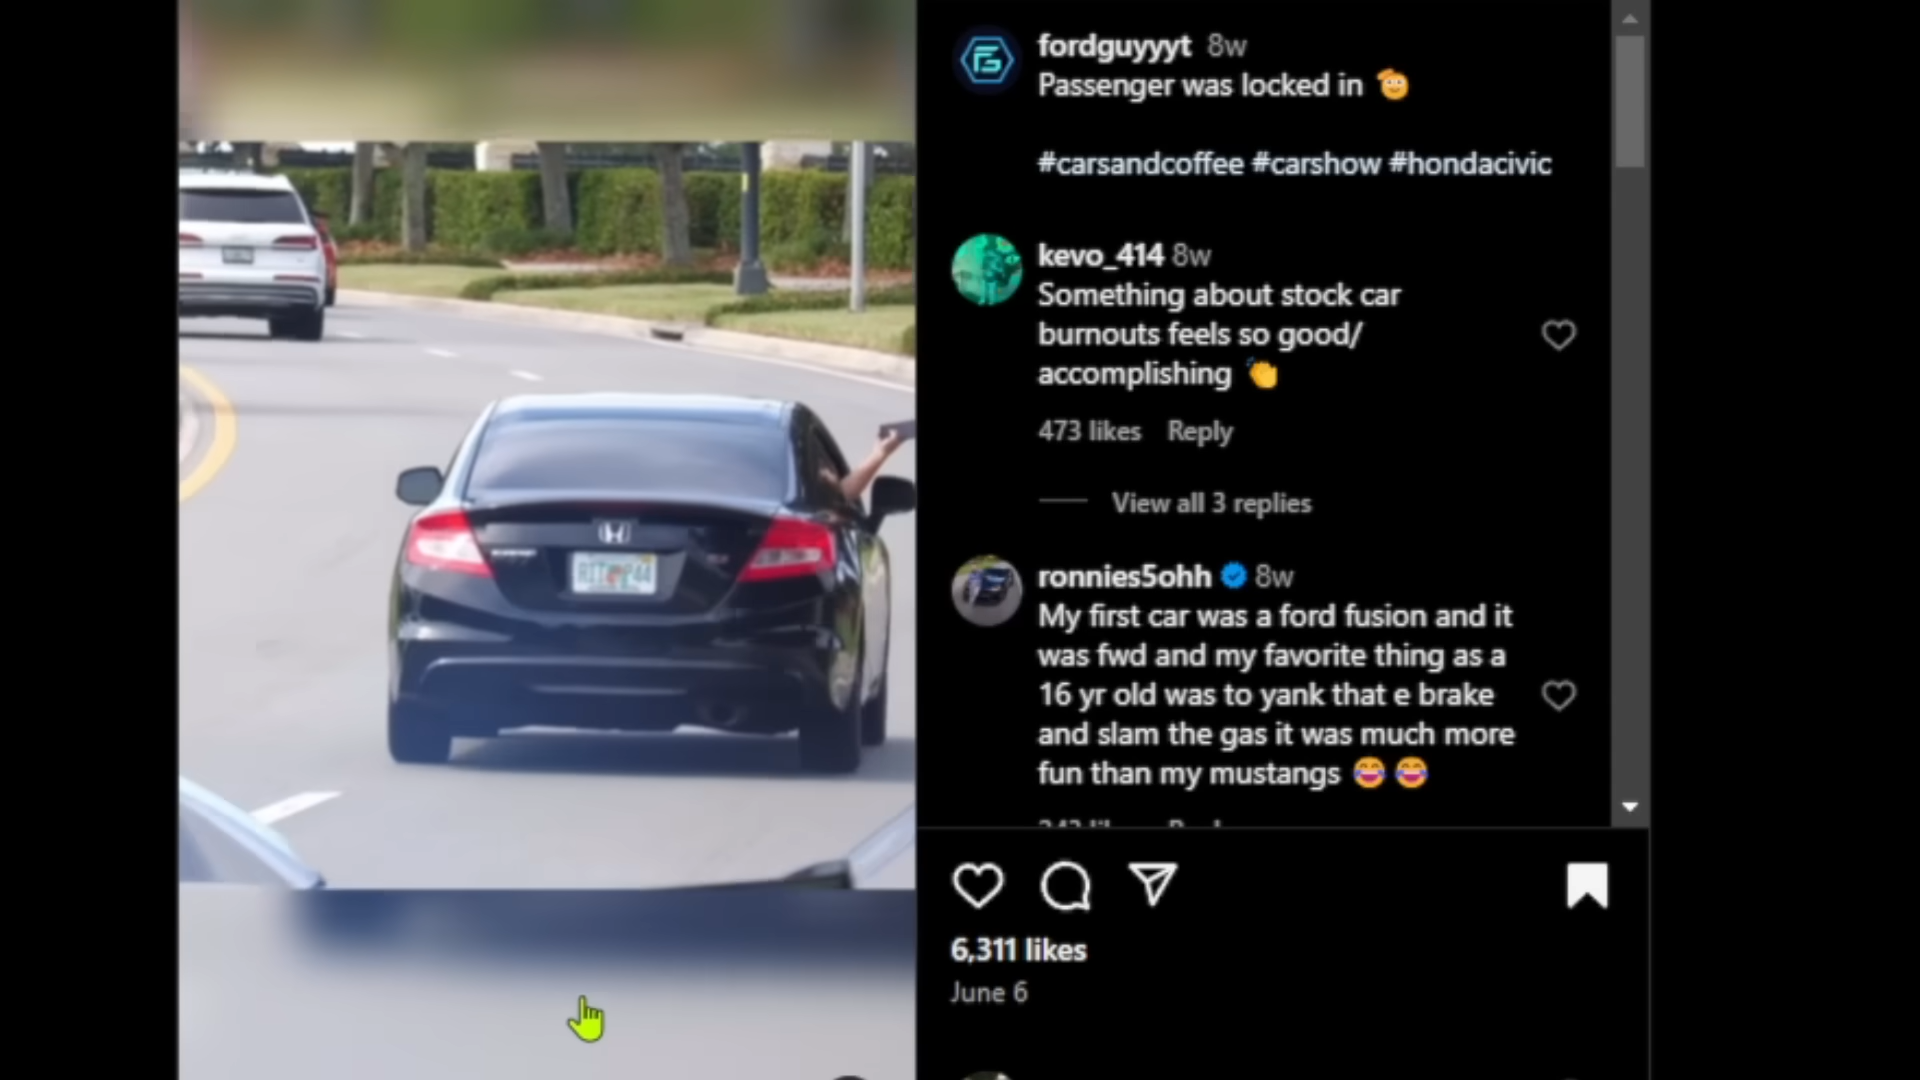 fordguyyyt 8w
Passenger was locked in
#carsandcoffee #carshow #hondacivic
kevo_414 8w
Something about stock car
burnouts feels so good/
accomplishing
473 likes Reply
View all 3 replies
ronnies5ohh 8w
My first car was a ford fusion and it
was fwd and my favorite thing as a
16 yr old was to yank that e brake
and slam the gas it was much more
fun than my mustangs
6,311 likes
June 6